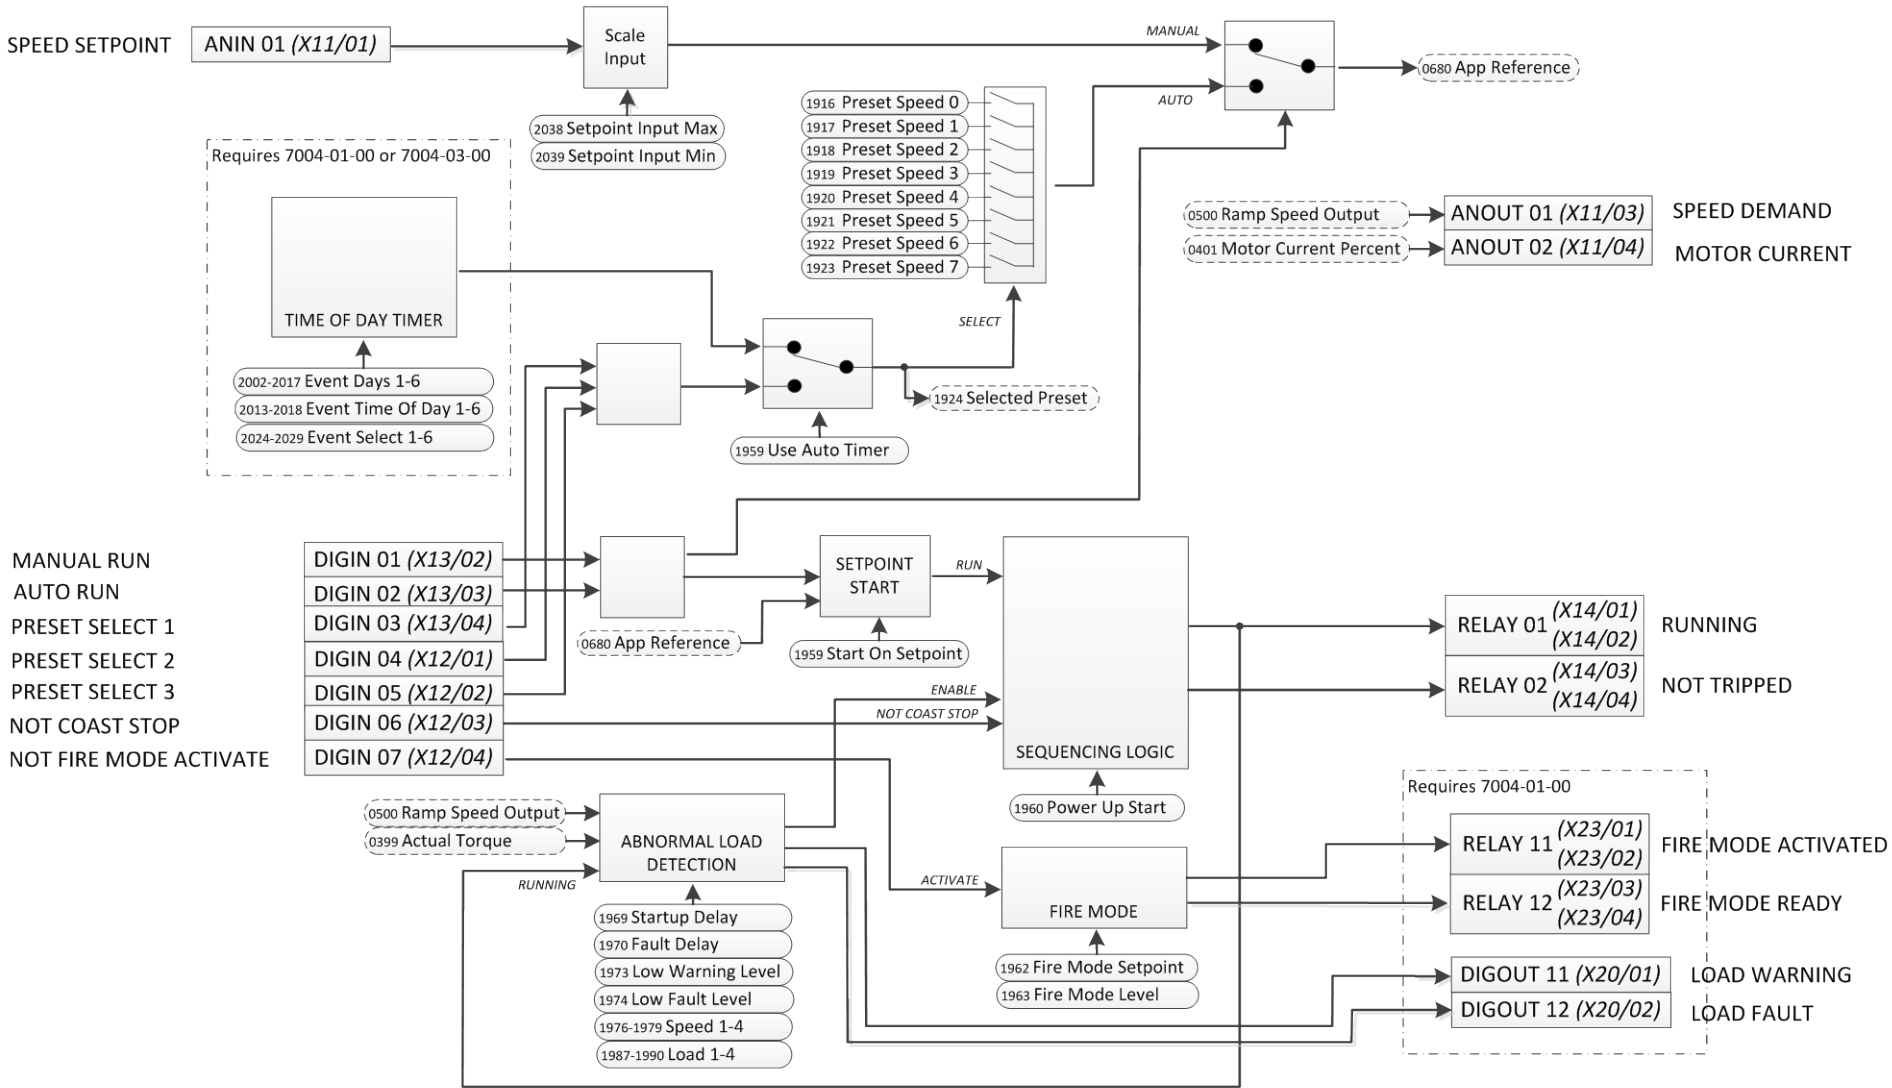 SPEED SETPOINT
ANIN 01 (X11/01)
Scale
Input
MANUAL
0680 App Reference
AUTO
2038 Setpoint Input Max
2039 Setpoint Input Min
1916 Preset Speed 0
1917 Preset Speed 1
1918 Preset Speed 2
1919 Preset Speed 3
1920 Preset Speed 4
1921 Preset Speed 5
1922 Preset Speed 6
1923 Preset Speed 7
Requires 7004-01-00 or 7004-03-00
TIME OF DAY TIMER
2002-2017 Event Days 1-6
2013-2018 Event Time Of Day 1-6
2024-2029 Event Select 1-6
0500 Ramp Speed Output
ANOUT 01 (X11/03)
SPEED DEMAND
0401 Motor Current Percent
ANOUT 02 (X11/04)
MOTOR CURRENT
SELECT
1924 Selected Preset
1959 Use Auto Timer
MANUAL RUN
DIGIN 01 (X13/02)
AUTO RUN
DIGIN 02 (X13/03)
PRESET SELECT 1
DIGIN 03 (X13/04)
PRESET SELECT 2
DIGIN 04 (X12/01)
PRESET SELECT 3
DIGIN 05 (X12/02)
NOT COAST STOP
DIGIN 06 (X12/03)
NOT FIRE MODE ACTIVATE
DIGIN 07 (X12/04)
SETPOINT
START
RUN
0680 App Reference
1959 Start On Setpoint
ENABLE
NOT COAST STOP
SEQUENCING LOGIC
1960 Power Up Start
RELAY 01
(X14/01)
(X14/02)
RUNNING
RELAY 02
(X14/03)
(X14/04)
NOT TRIPPED
0500 Ramp Speed Output
0399 Actual Torque
RUNNING
ABNORMAL LOAD
DETECTION
1969 Startup Delay
1970 Fault Delay
1973 Low Warning Level
1974 Low Fault Level
1976-1979 Speed 1-4
1987-1990 Load 1-4
ACTIVATE
FIRE MODE
1962 Fire Mode Setpoint
1963 Fire Mode Level
Requires 7004-01-00
RELAY 11
(X23/01)
(X23/02)
FIRE MODE ACTIVATED
RELAY 12
(X23/03)
(X23/04)
FIRE MODE READY
DIGOUT 11 (X20/01)
LOAD WARNING
DIGOUT 12 (X20/02)
LOAD FAULT